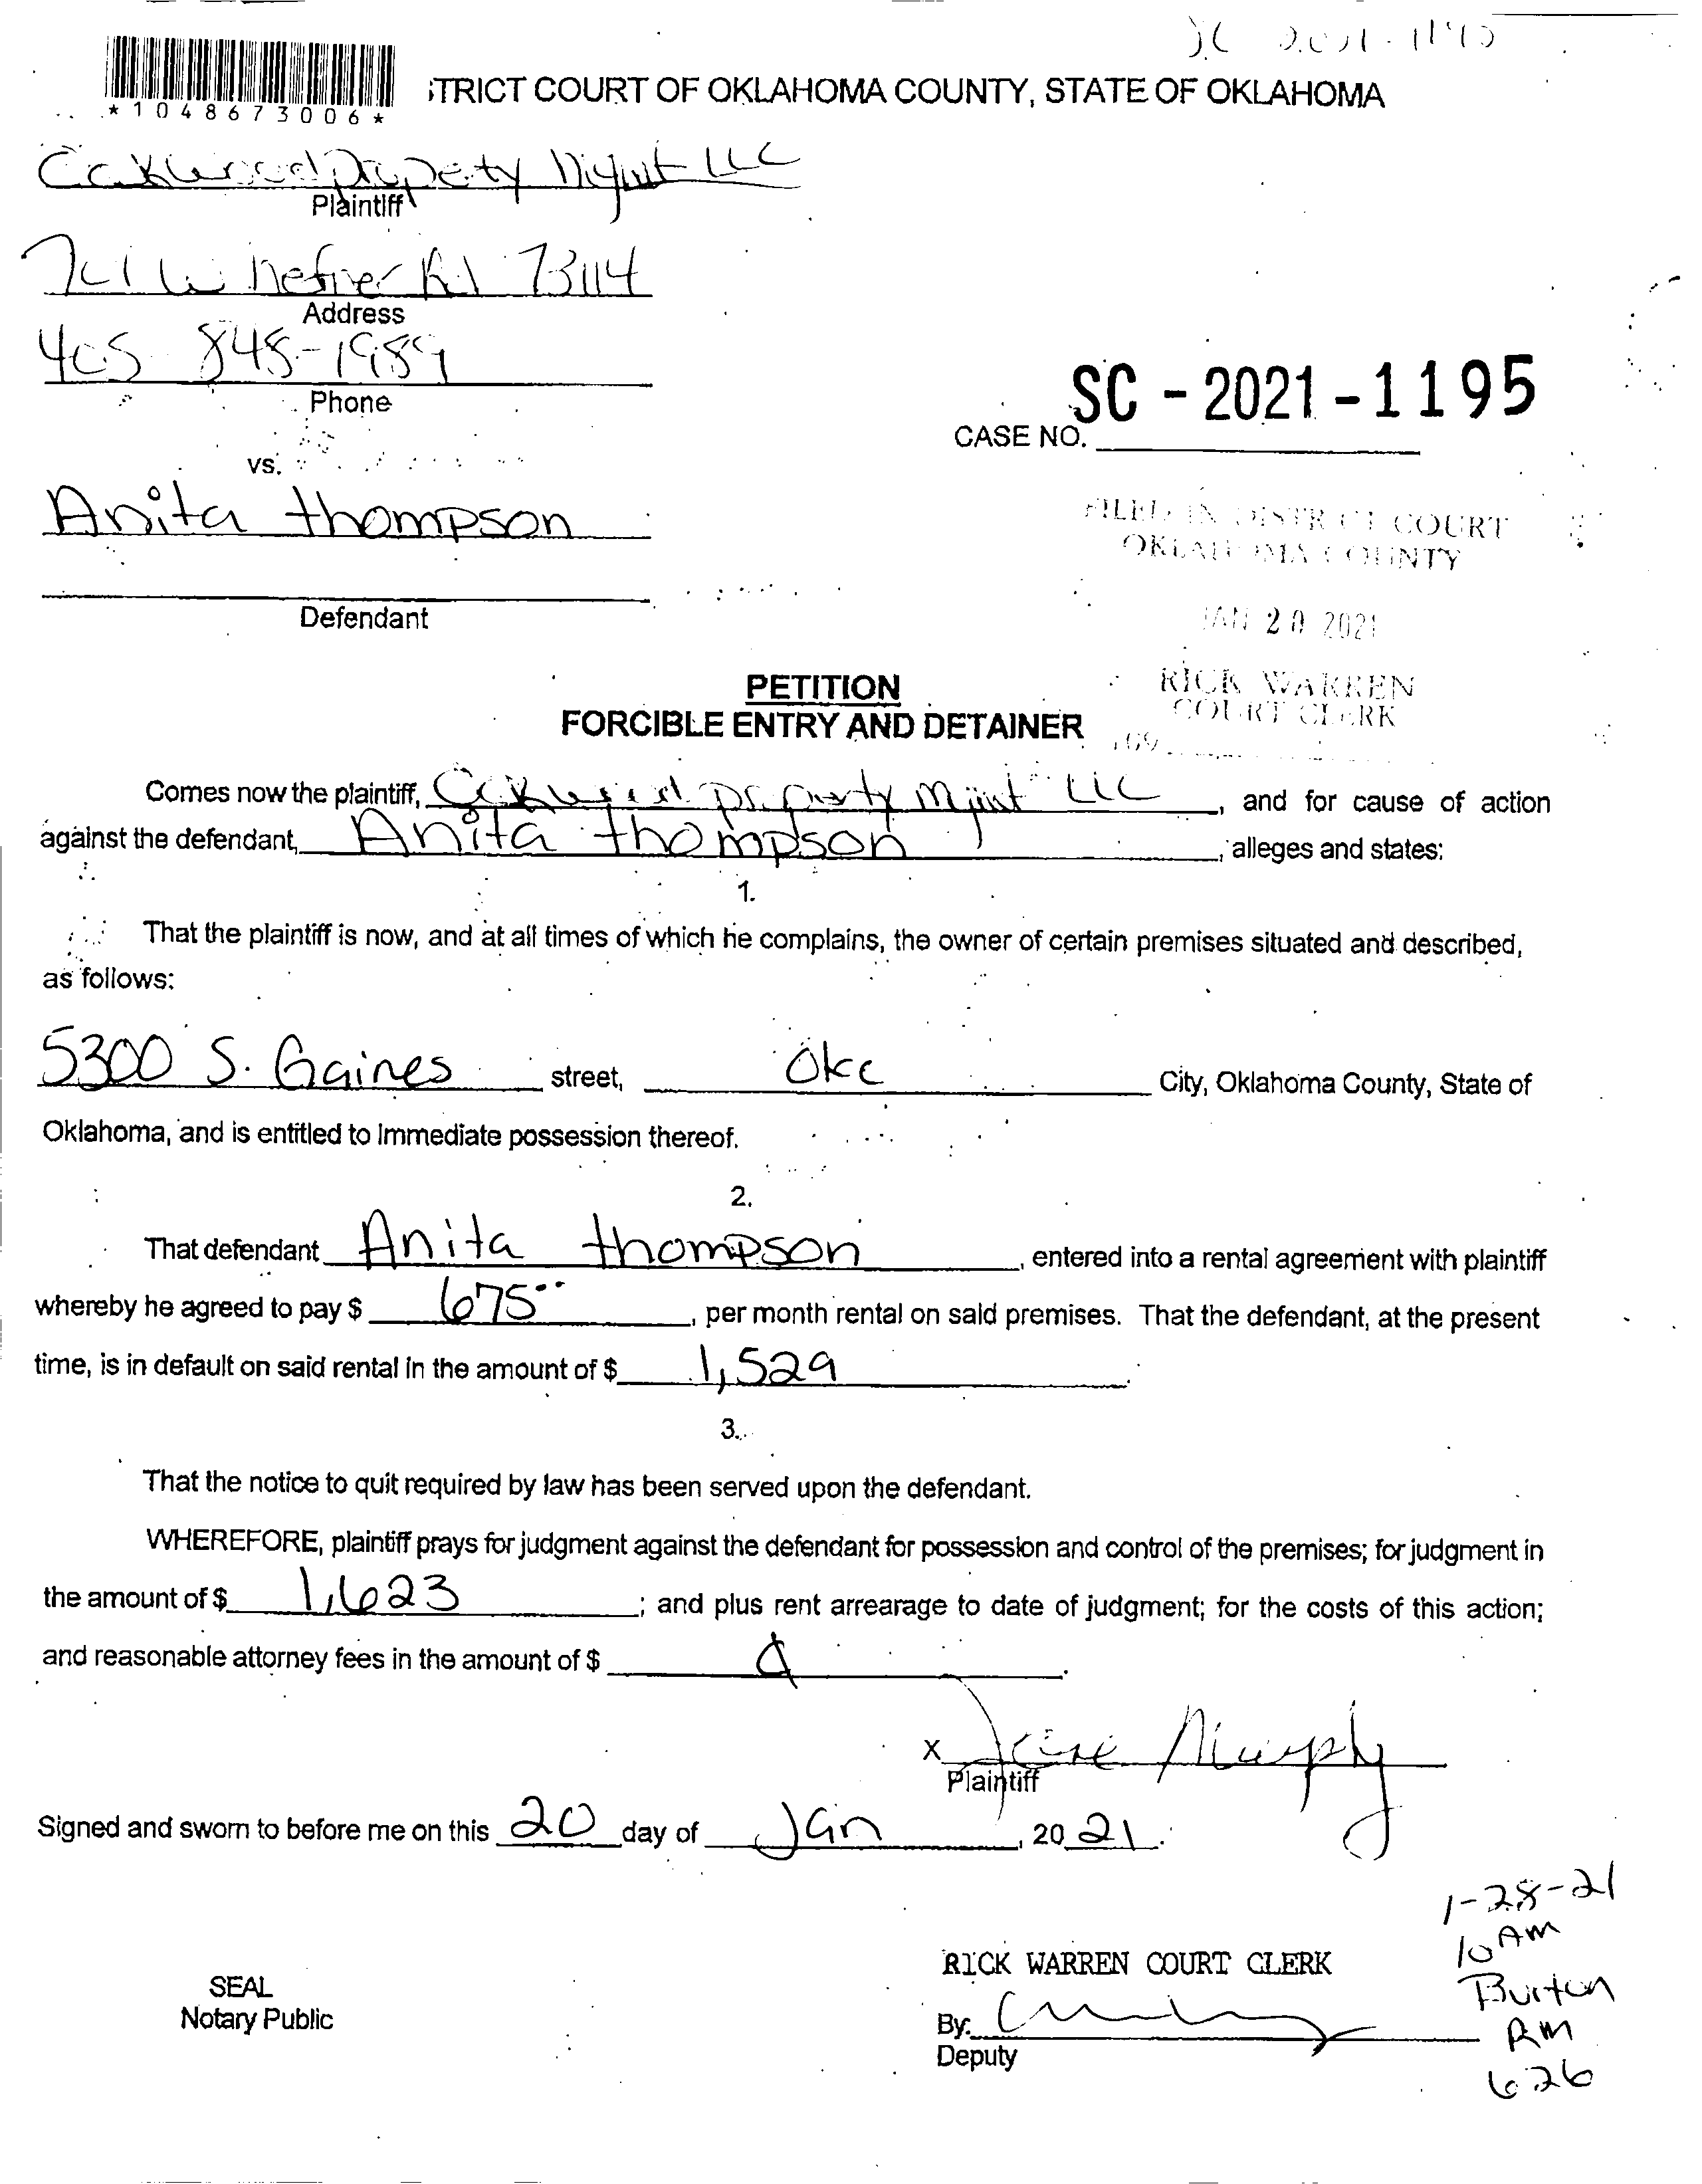 SC 2021-1195
STRICT COURT OF OKLAHOMA COUNTY, STATE OF OKLAHOMA
*1048673006*
Oakwood Property Mgmt LLC
Plaintiff
701 W Hefner Rd 73114
Address
405 848-1989
Phone
SC - 2021 - 1195
CASE NO.
vs.
Anita thompson
FILED IN DISTRICT COURT
OKLAHOMA COUNTY
Defendant
JAN 20 2021
PETITION
RICK WARREN
COURT CLERK
FORCIBLE ENTRY AND DETAINER
109
Comes now the plaintiff, Oakwood property Mgmt LLC, and for cause of action
against the defendant, Anita thompson, alleges and states:
1.
That the plaintiff is now, and at all times of which he complains, the owner of certain premises situated and described,
as follows:
5300 S. Gaines street, Okc City, Oklahoma County, State of
Oklahoma, and is entitled to immediate possession thereof.
2.
That defendant Anita thompson, entered into a rental agreement with plaintiff
whereby he agreed to pay $ 675.., per month rental on said premises. That the defendant, at the present
time, is in default on said rental in the amount of $ 1,529.
3.
That the notice to quit required by law has been served upon the defendant.
WHEREFORE, plaintiff prays for judgment against the defendant for possession and control of the premises; for judgment in
the amount of $ 1,623; and plus rent arrearage to date of judgment; for the costs of this action;
and reasonable attorney fees in the amount of $
X Murphy
Plaintiff
Signed and sworn to before me on this 20 day of Jan, 20 21.
1-28-21
10 AM
Burton
RM
626
RICK WARREN COURT CLERK
SEAL
Notary Public
By:
Deputy